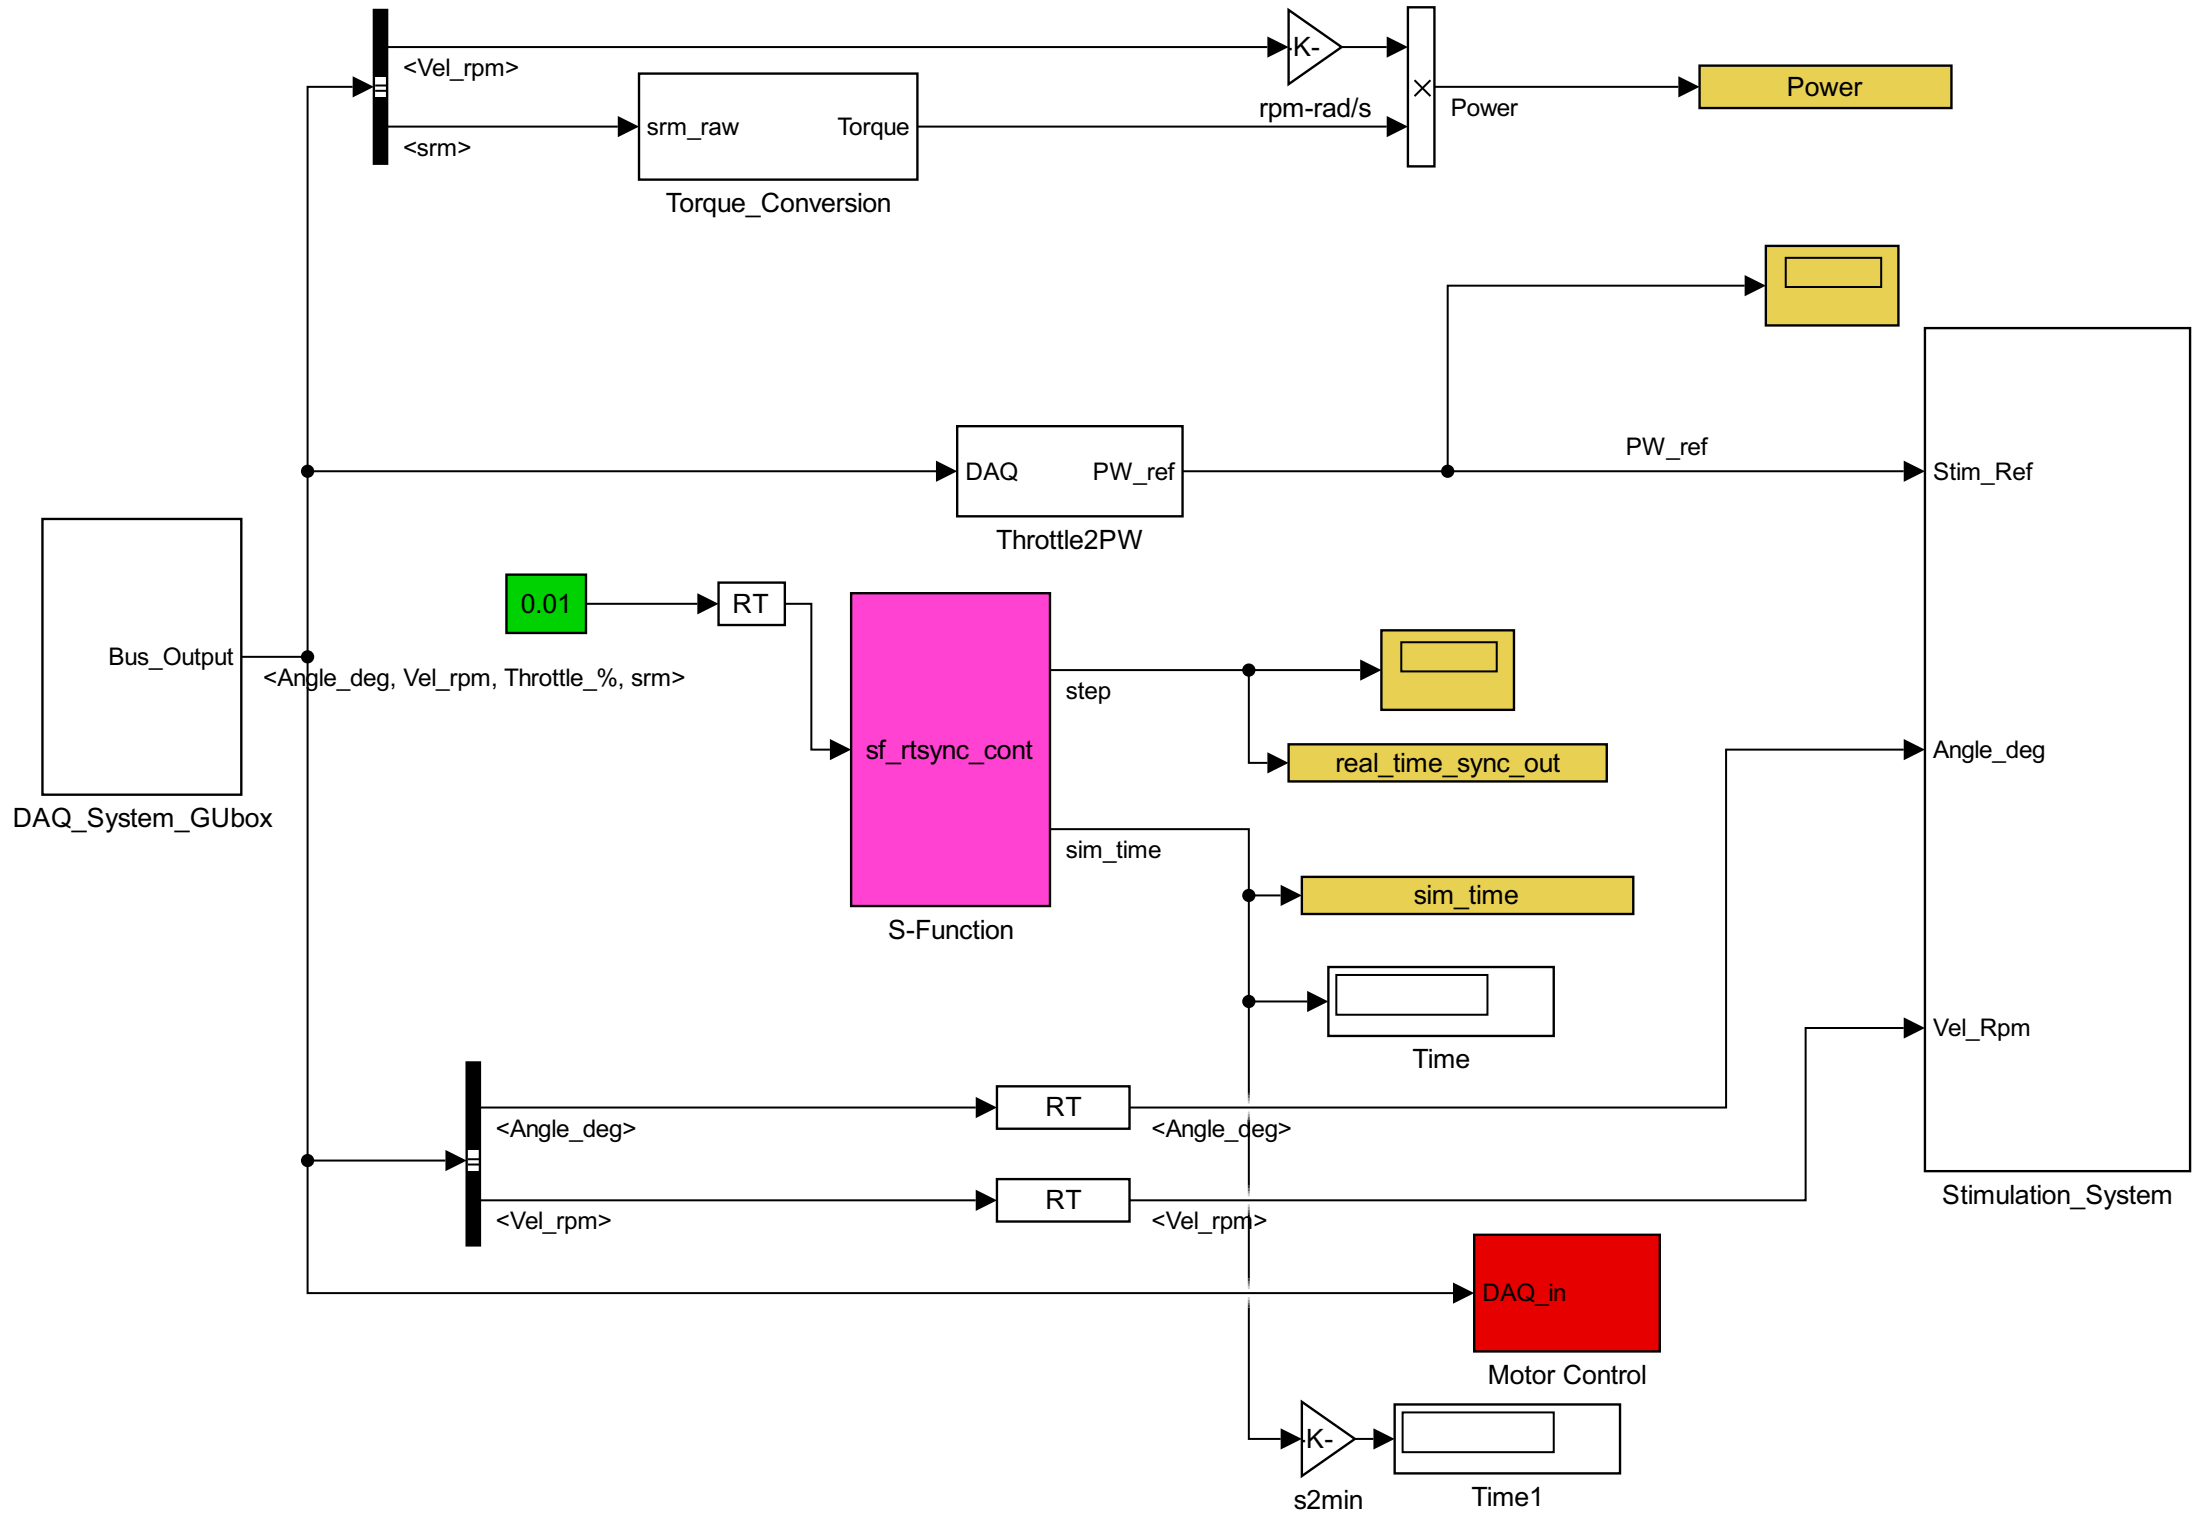 <Vel_rpm>
-K-
rpm-rad/s
<srm>
srm_raw
Torque
Torque_Conversion
Power
Power
DAQ
PW_ref
Throttle2PW
PW_ref
Stim_Ref
Angle_deg
Vel_Rpm
Stimulation_System
Bus_Output
DAQ_System_GUbox
<Angle_deg, Vel_rpm, Throttle_%, srm>
0.01
RT
sf_rtsync_cont
S-Function
step
real_time_sync_out
sim_time
sim_time
Time
<Angle_deg>
RT
<Angle_deg>
<Vel_rpm>
RT
<Vel_rpm>
DAQ_in
Motor Control
-K-
s2min
Time1